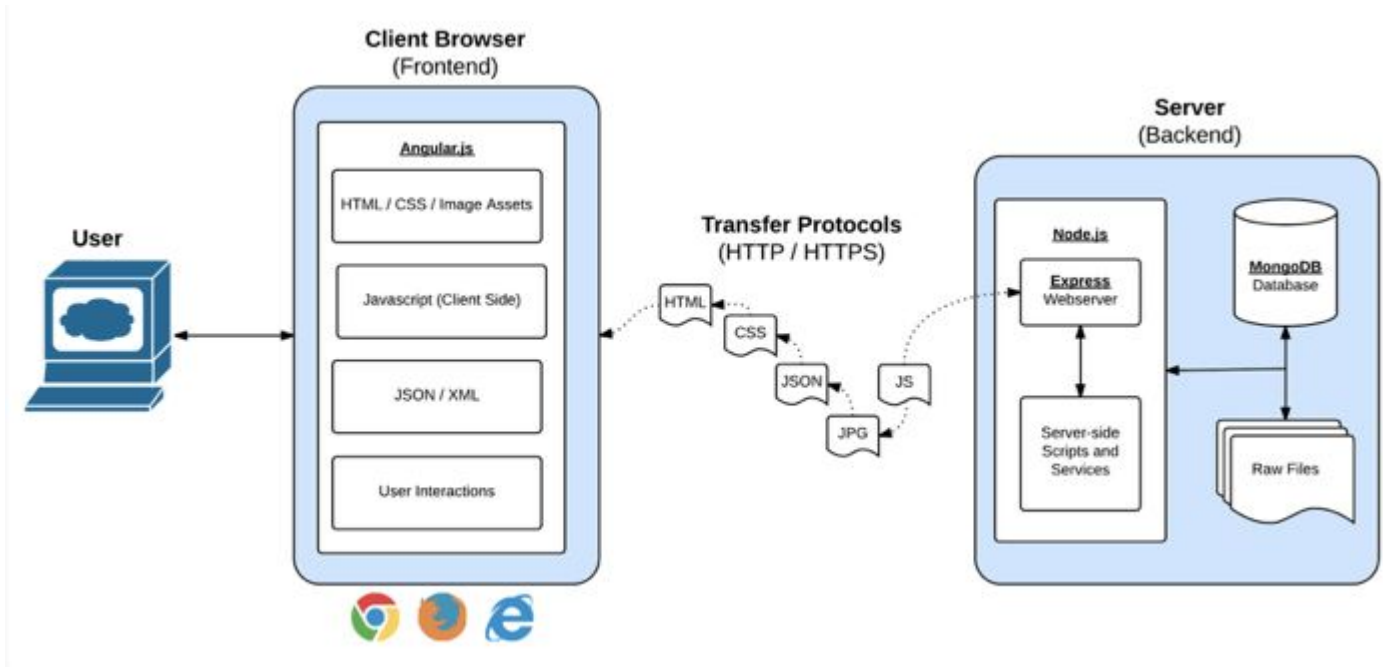 Client Browser
(Frontend)
Server
(Backend)
Angular.js
HTML / CSS / Image Assets
Transfer Protocols
(HTTP / HTTPS)
User
Node.js
Express
Webserver
MongoDB
Database
Javascript (Client Side)
HTML
CSS
JSON
JS
JPG
JSON / XML
Server-side
Scripts and
Services
Raw Files
User Interactions